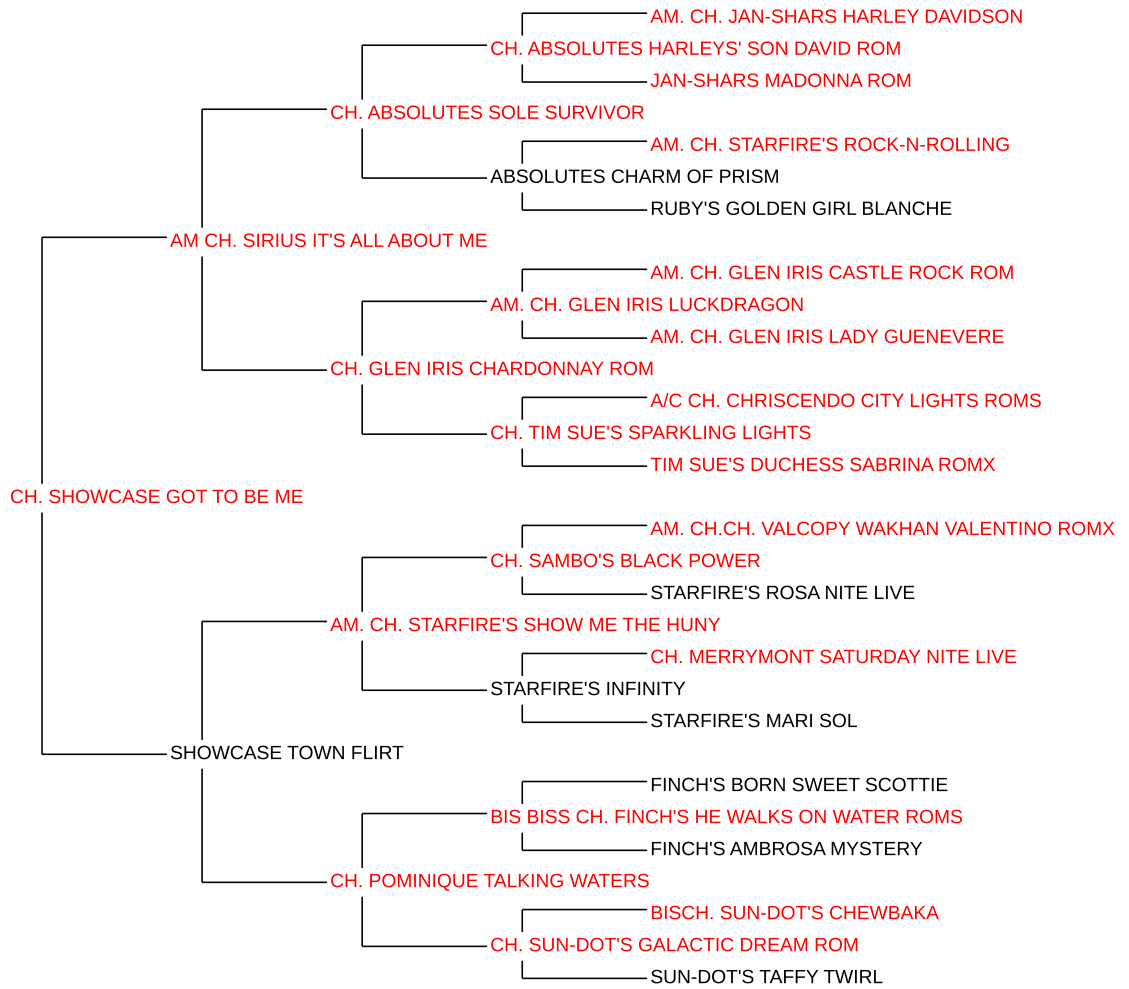 AM. CH. JAN-SHARS HARLEY DAVIDSON
CH. ABSOLUTES HARLEYS' SON DAVID ROM
JAN-SHARS MADONNA ROM
CH. ABSOLUTES SOLE SURVIVOR
AM. CH. STARFIRE'S ROCK-N-ROLLING
ABSOLUTES CHARM OF PRISM
RUBY'S GOLDEN GIRL BLANCHE
AM CH. SIRIUS IT'S ALL ABOUT ME
AM. CH. GLEN IRIS CASTLE ROCK ROM
AM. CH. GLEN IRIS LUCKDRAGON
AM. CH. GLEN IRIS LADY GUENEVERE
CH. GLEN IRIS CHARDONNAY ROM
A/C CH. CHRISCENDO CITY LIGHTS ROMS
CH. TIM SUE'S SPARKLING LIGHTS
TIM SUE'S DUCHESS SABRINA ROMX
CH. SHOWCASE GOT TO BE ME
AM. CH.CH. VALCOPY WAKHAN VALENTINO ROMX
CH. SAMBO'S BLACK POWER
STARFIRE'S ROSA NITE LIVE
AM. CH. STARFIRE'S SHOW ME THE HUNY
CH. MERRYMONT SATURDAY NITE LIVE
STARFIRE'S INFINITY
STARFIRE'S MARI SOL
SHOWCASE TOWN FLIRT
FINCH'S BORN SWEET SCOTTIE
BIS BISS CH. FINCH'S HE WALKS ON WATER ROMS
FINCH'S AMBROSA MYSTERY
CH. POMINIQUE TALKING WATERS
BISCH. SUN-DOT'S CHEWBAKA
CH. SUN-DOT'S GALACTIC DREAM ROM
SUN-DOT'S TAFFY TWIRL